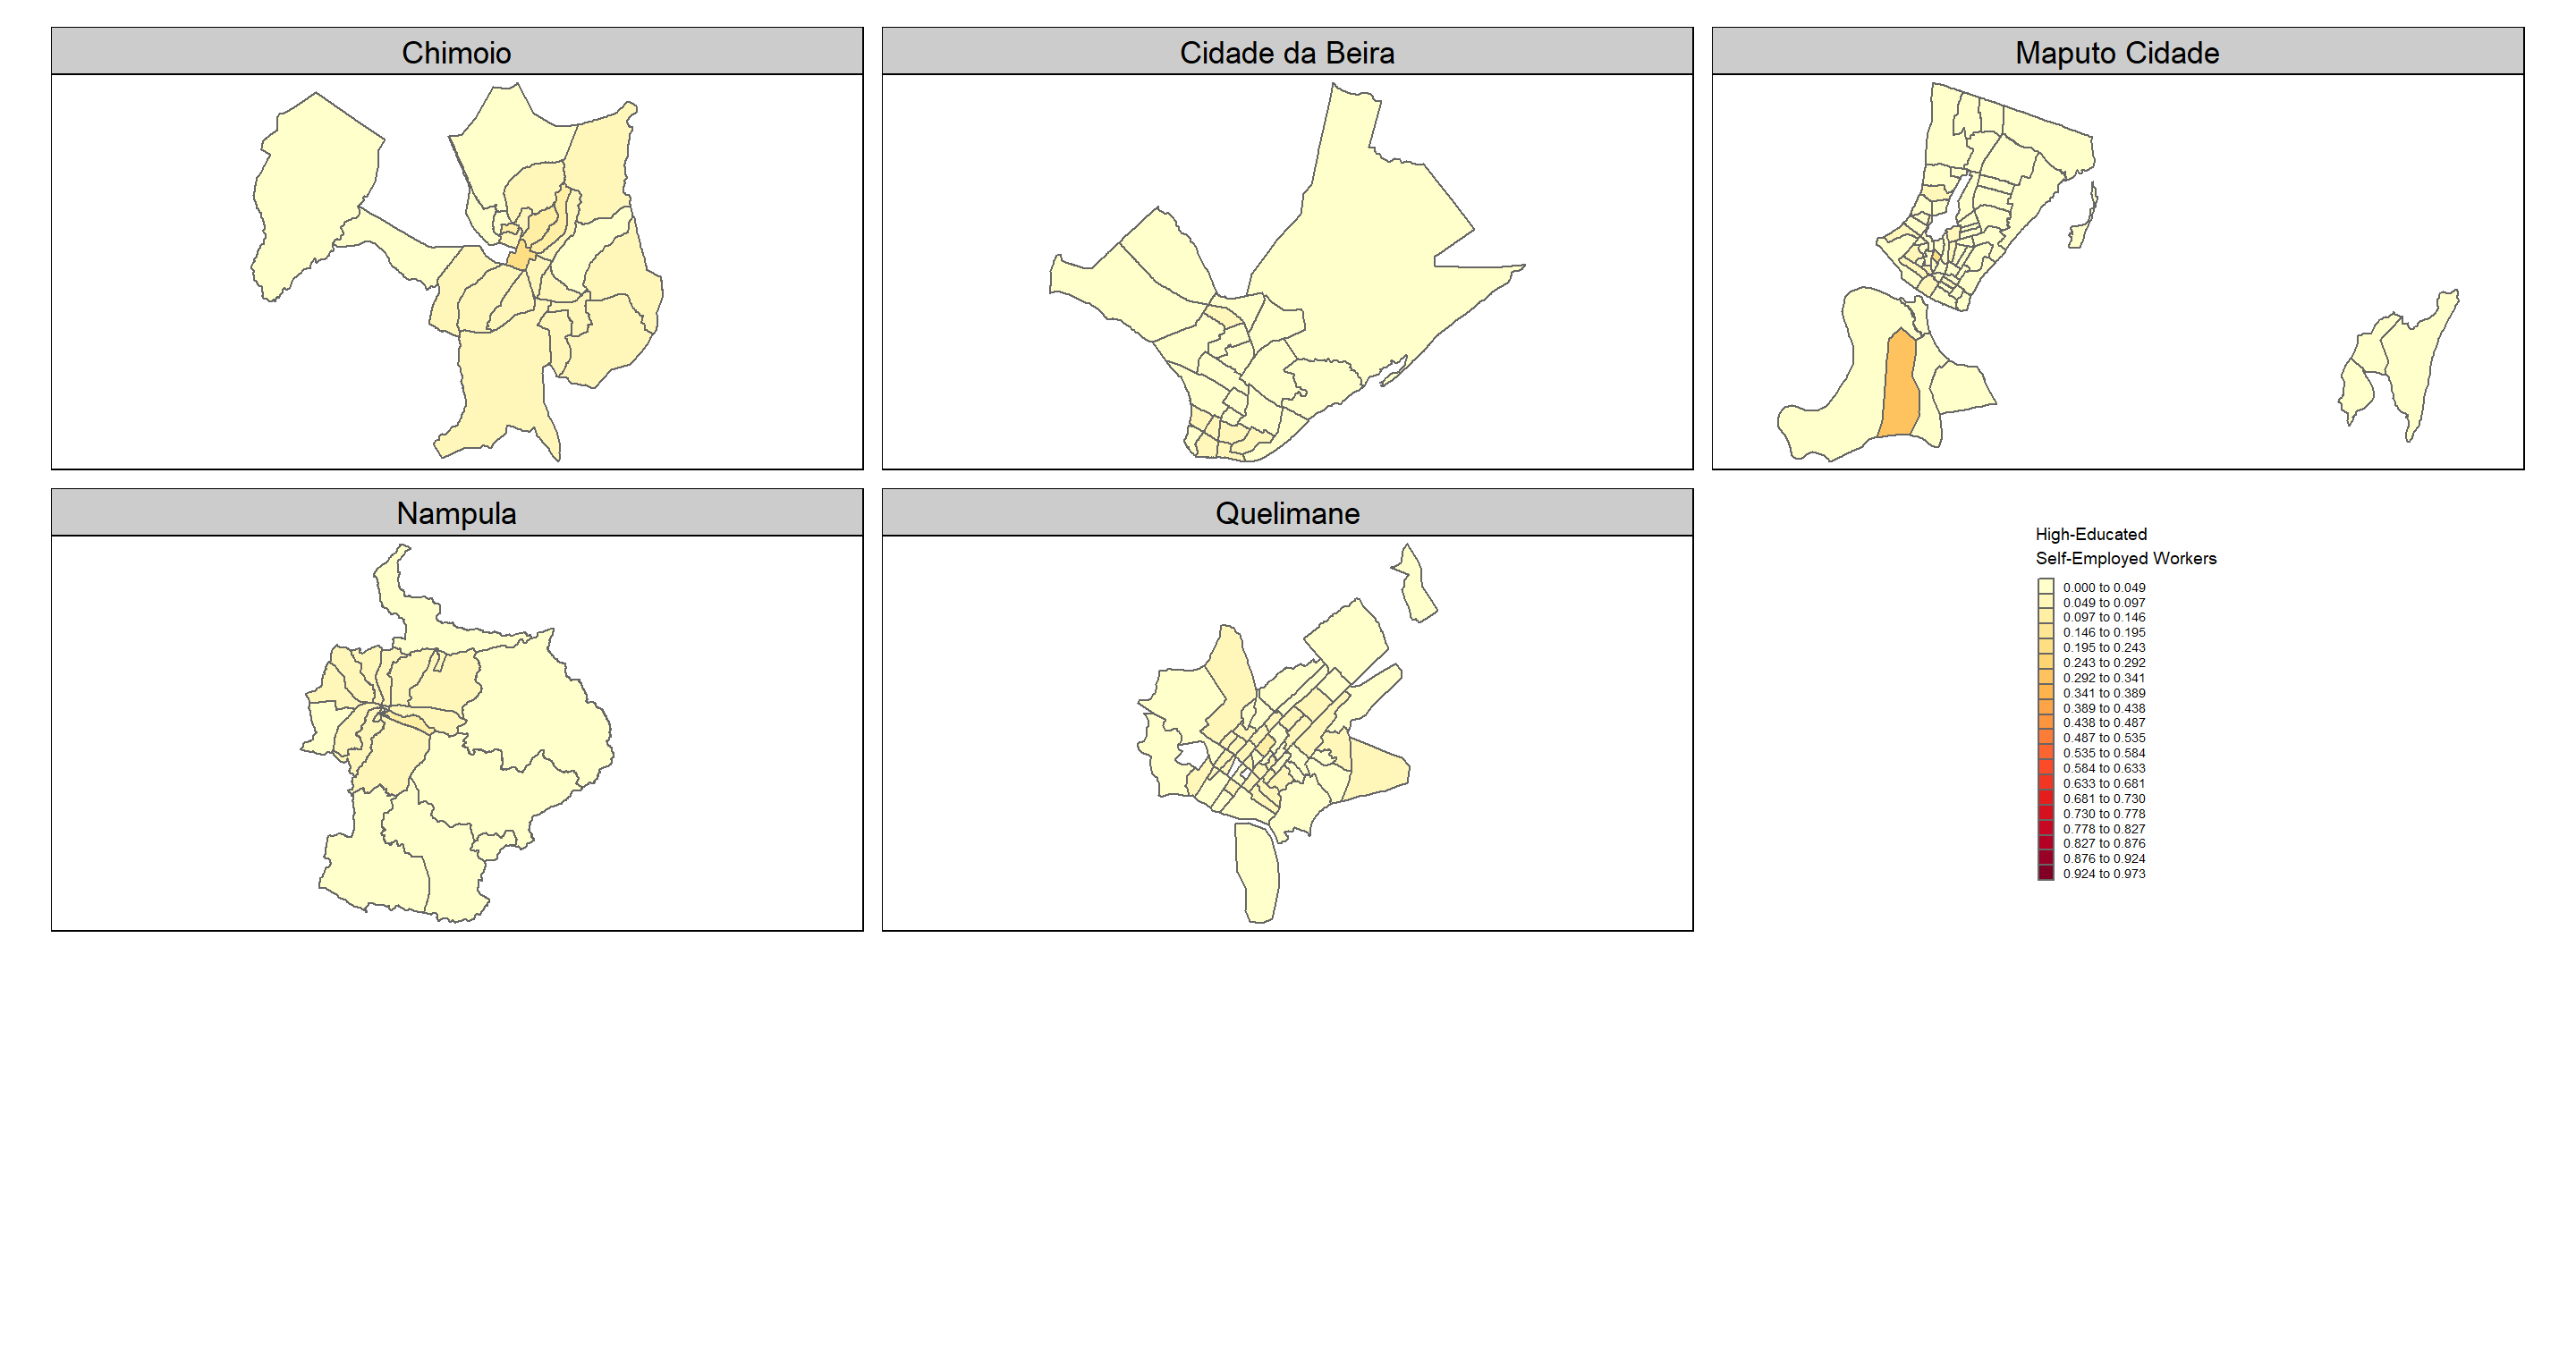 Chimoio
Cidade da Beira
Maputo Cidade
Nampula
Quelimane
High-Educated
Self-Employed Workers
0.000 to 0.049
0.049 to 0.097
0.097 to 0.146
0.146 to 0.195
0.195 to 0.243
0.243 to 0.292
0.292 to 0.341
0.341 to 0.389
0.389 to 0.438
0.438 to 0.487
0.487 to 0.535
0.535 to 0.584
0.584 to 0.633
0.633 to 0.681
0.681 to 0.730
0.730 to 0.778
0.778 to 0.827
0.827 to 0.876
0.876 to 0.924
0.924 to 0.973